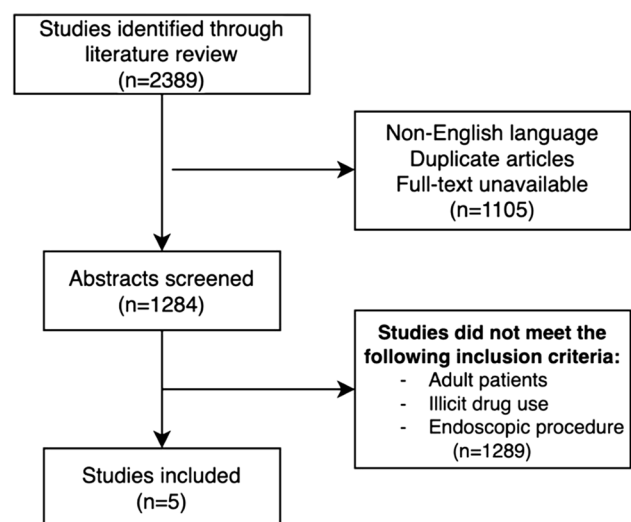 Studies identified through
literature review
(n=2389)
Non-English language
Duplicate articles
Full-text unavailable
(n=1105)
Abstracts screened
(n=1284)
Studies did not meet the
following inclusion criteria:
- Adult patients
- Illicit drug use
- Endoscopic procedure
(n=1289)
Studies included
(n=5)